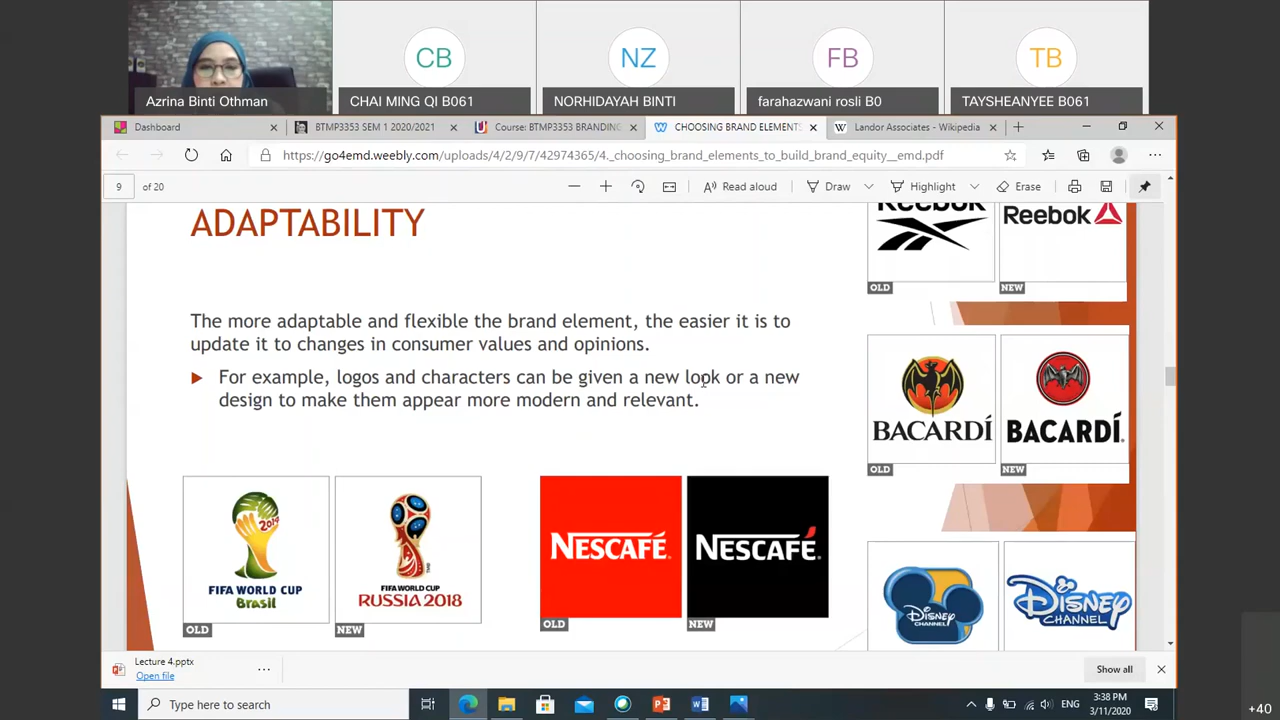 CB
NZ
FB
TB
Azrina Binti Othman
CHAI MING QI B061
NORHIDAYAH BINTI
farahazwani rosli B0
TAYSHEANYEE B061
Dashboard
BTMP3353 SEM 1 2020/2021
Course: BTMP3353 BRANDING
CHOOSING BRAND ELEMENTS
Landor Associates - Wikipedia
https://go4emd.weebly.com/uploads/4/2/9/7/42974365/4._choosing_brand_elements_to_build_brand_equity__emd.pdf
9 of 20
Read aloud
Draw
Highlight
Erase
ADAPTABILITY
The more adaptable and flexible the brand element, the easier it is to
update it to changes in consumer values and opinions.
For example, logos and characters can be given a new look or a new
design to make them appear more modern and relevant.
Reebok
OLD
Reebok
NEW
BACARDÍ
OLD
BACARDÍ
NEW
2014
FIFA WORLD CUP
Brasil
OLD
FIFA WORLD CUP
RUSSIA 2018
NEW
NESCAFÉ
OLD
NESCAFÉ
NEW
DISNEY
CHANNEL
DISNEY
CHANNEL
Lecture 4.pptx
Open file
Show all
Type here to search
ENG
3:38 PM
3/11/2020
+40